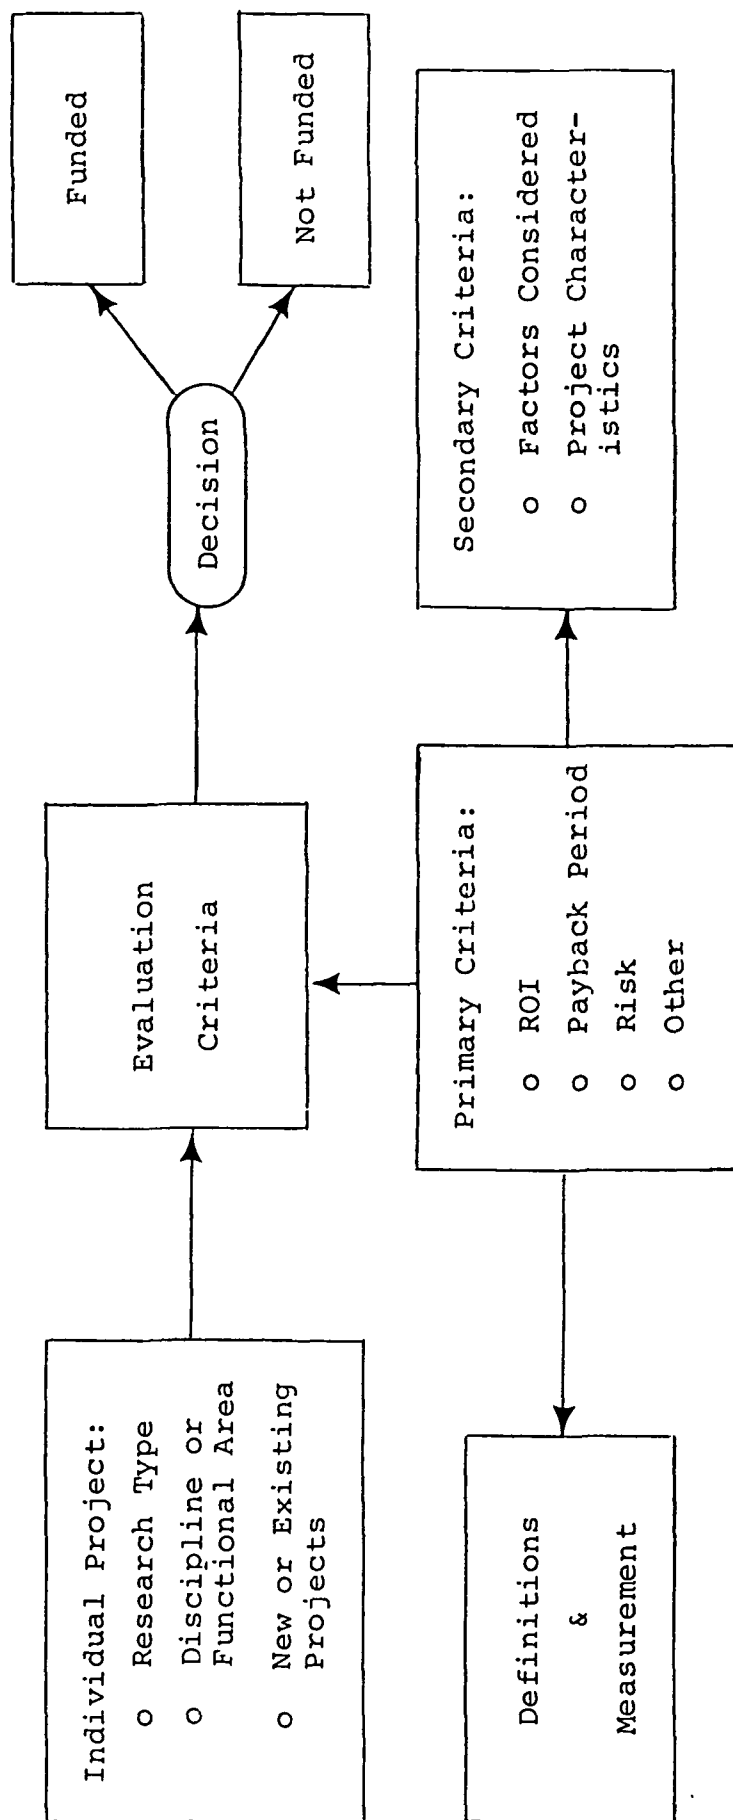 Individual Project:
o Research Type
o Discipline or
Functional Area
o New or Existing
Projects
Evaluation
Criteria
Decision
Funded
Not Funded
Definitions
&
Measurement
Primary Criteria:
o ROI
o Payback Period
o Risk
o Other
Secondary Criteria:
o Factors Considered
o Project Character-
istics